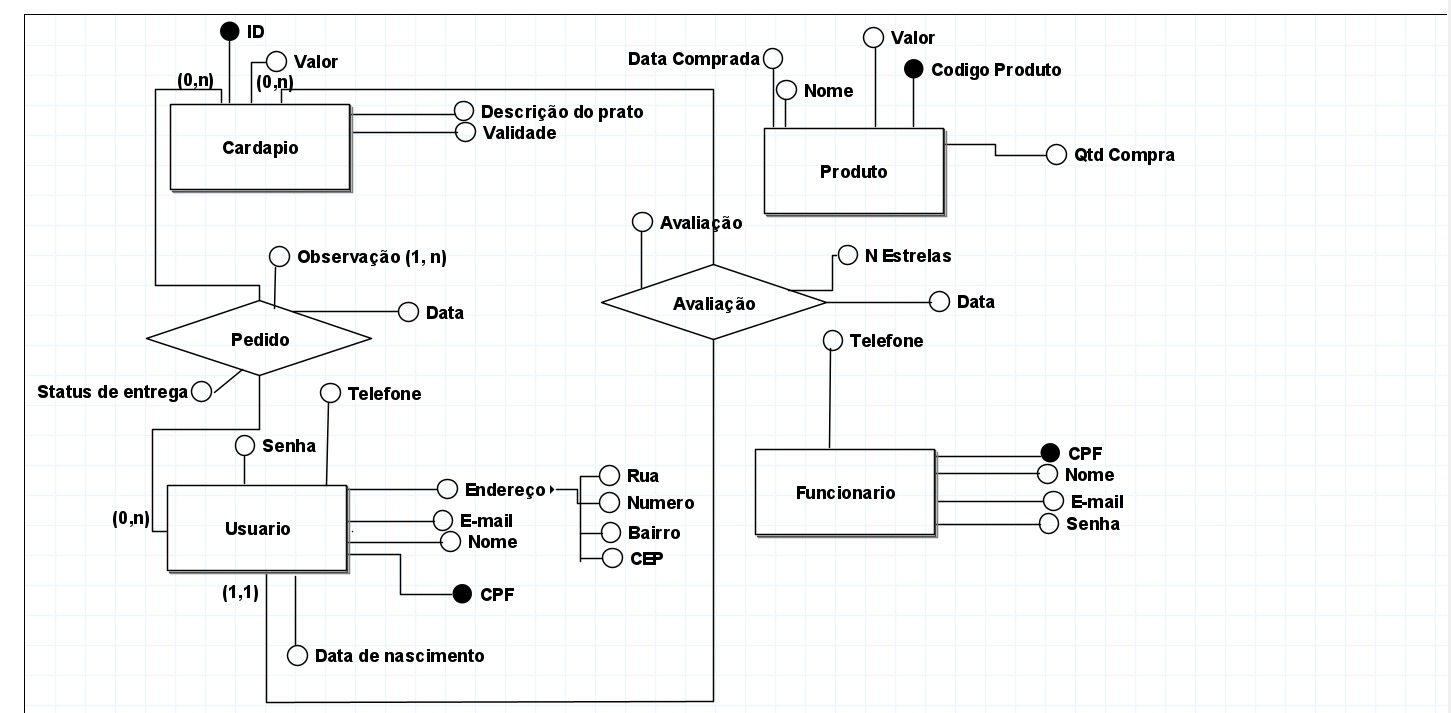 ID
Valor
(0,n)
(0,n)
Descrição do prato
Validade
Cardapio
Data Comprada
Nome
Valor
Codigo Produto
Qtd Compra
Produto
Observação (1, n)
Data
Pedido
Status de entrega
Avaliação
N Estrelas
Avaliação
Data
Telefone
Senha
(0,n)
Usuario
Endereço
Rua
Numero
Bairro
CEP
E-mail
Nome
CPF
(1,1)
Data de nascimento
Telefone
Funcionario
CPF
Nome
E-mail
Senha